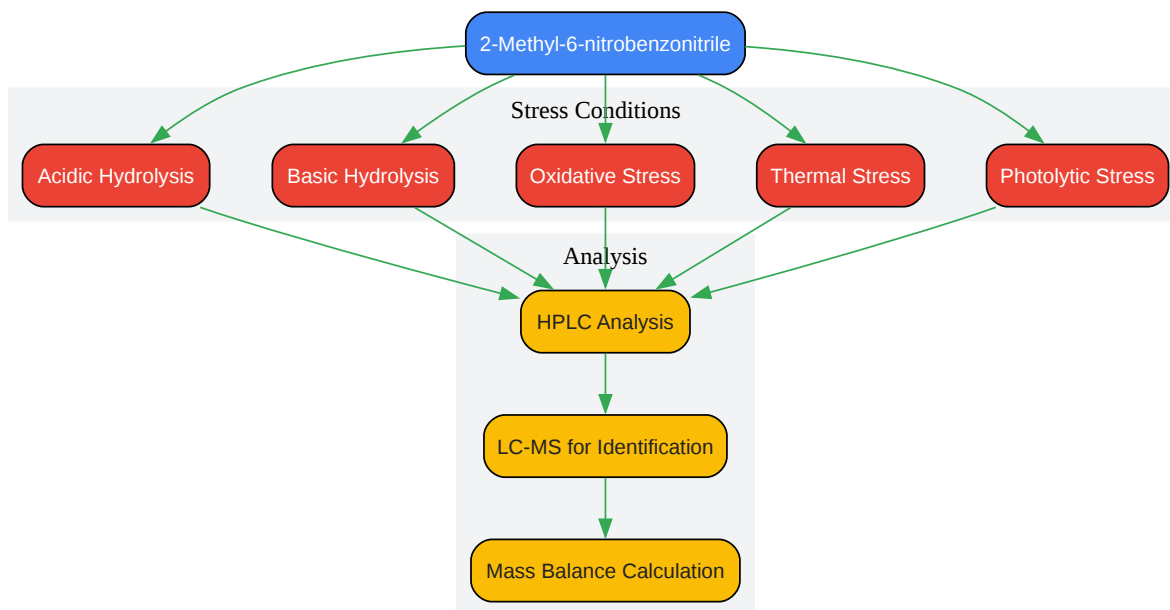 2-Methyl-6-nitrobenzonitrile
Stress Conditions
Acidic Hydrolysis
Basic Hydrolysis
Oxidative Stress
Thermal Stress
Photolytic Stress
Analysis
HPLC Analysis
LC-MS for Identification
Mass Balance Calculation